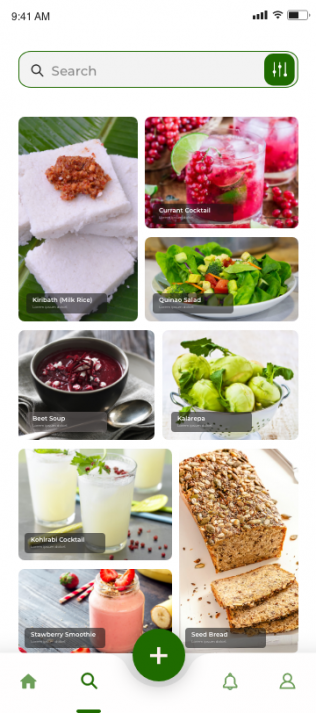 9:41 AM
Search
Kiribath (Milk Rice)
Currant Cocktail
Quinao Salad
Beet Soup
Kalarepa
Kohlrabi Cocktail
Stawberry Smoothie
Seed Bread